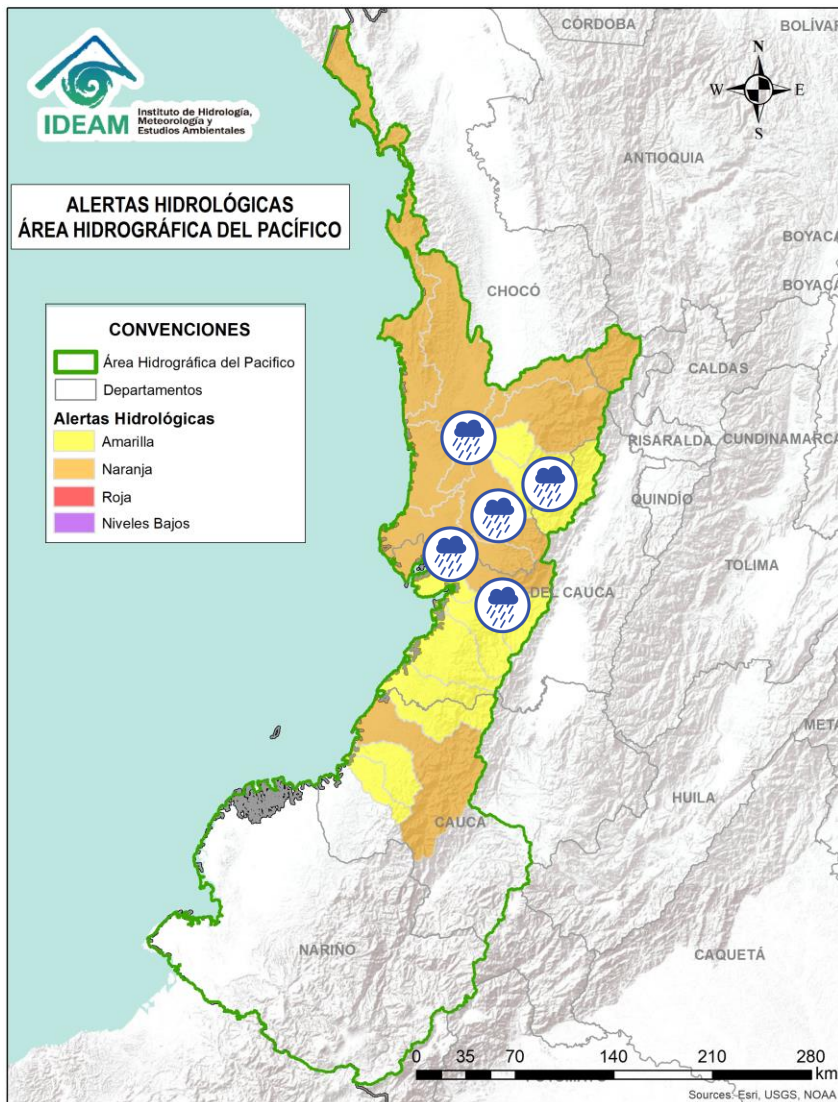 CÓRDOBA
BOLÍVAR
IDEAM
Instituto de Hidrología,
Meteorología y
Estudios Ambientales
N
W
E
S
ANTIOQUIA
ALERTAS HIDROLÓGICAS
ÁREA HIDROGRÁFICA DEL PACÍFICO
BOYACÁ
BOYACÁ
CHOCÓ
CONVENCIONES
Área Hidrográfica del Pacifico
Departamentos
Alertas Hidrológicas
Amarilla
Naranja
Roja
Niveles Bajos
CALDAS
RISARALDA
CUNDINAMARCA
QUINDÍO
TOLIMA
DEL CAUCA
META
HUILA
CAUCA
NARIÑO
CAQUETÁ
0 35 70 140 210 280
km
Sources: Esri, USGS, NOAA